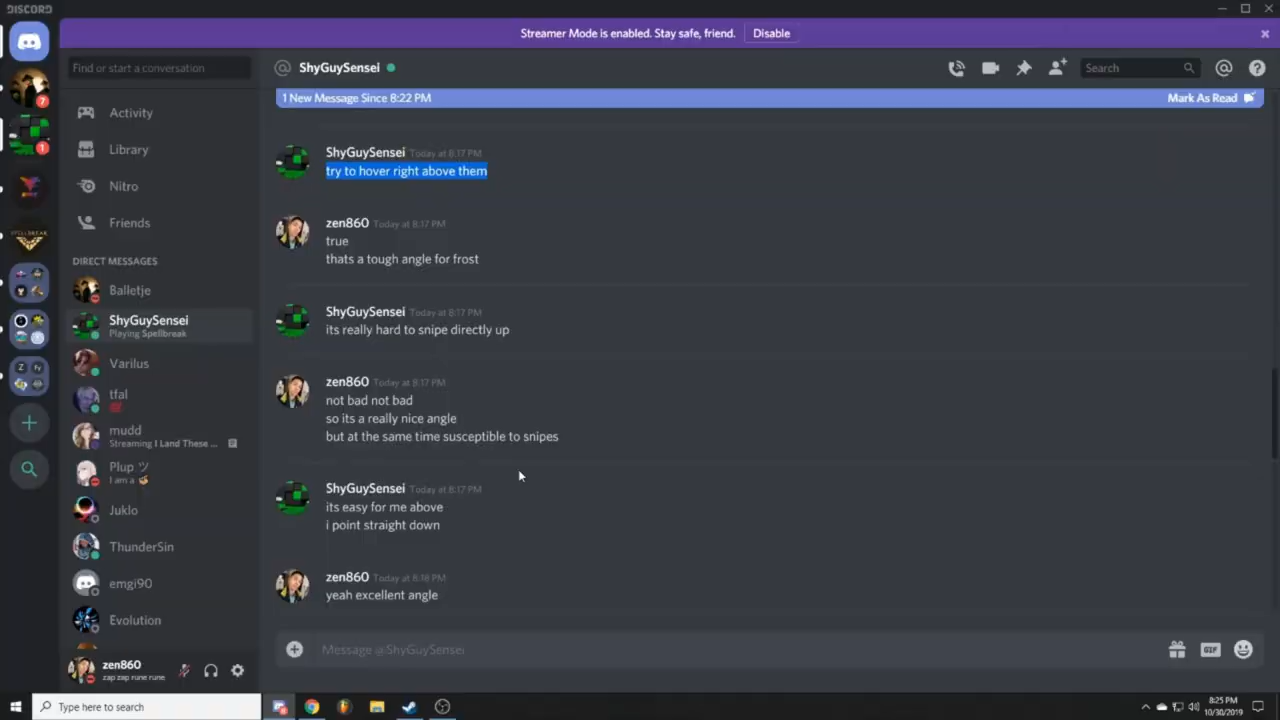 DISCORD
Streamer Mode is enabled. Stay safe, friend.
Disable
Find or start a conversation
@ ShyGuySensei
Search
1 New Message Since 8:22 PM
Mark As Read
7
1
Activity
Library
Nitro
Friends
DIRECT MESSAGES
Balletje
ShyGuySensei
Playing Spellbreak
Varilus
tfal
mudd
Streaming I Land These ...
Plup ツ
I am a
Juklo
ThunderSin
emgi90
Evolution
zen860
zap zap rune rune
ShyGuySensei Today at 8:17 PM
try to hover right above them
zen860 Today at 8:17 PM
true
thats a tough angle for frost
ShyGuySensei Today at 8:17 PM
its really hard to snipe directly up
zen860 Today at 8:17 PM
not bad not bad
so its a really nice angle
but at the same time susceptible to snipes
ShyGuySensei Today at 8:17 PM
its easy for me above
i point straight down
zen860 Today at 8:18 PM
yeah excellent angle
Message @ShyGuySensei
GIF
Type here to search
8:25 PM
10/30/2019